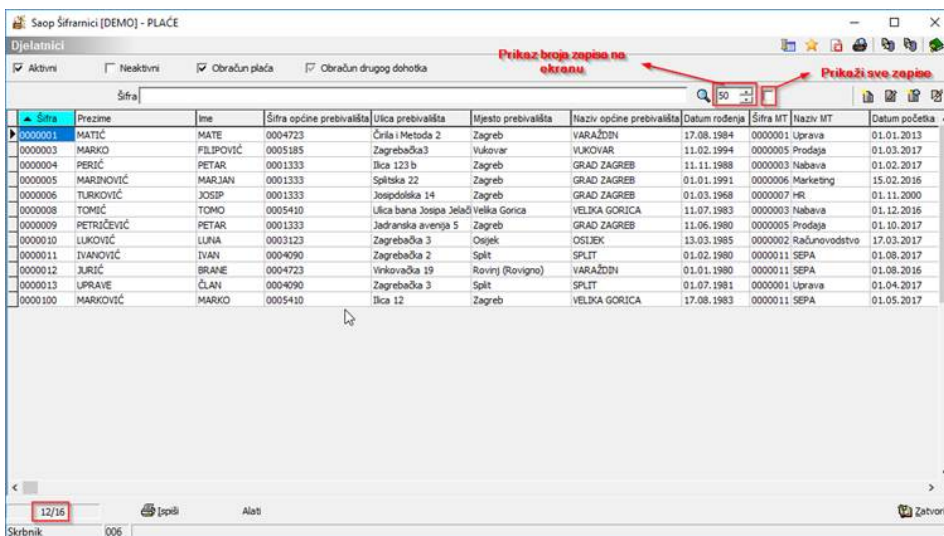 Saop Šifrarnici [DEMO] - PLAĆE
Djelatnici
Prikaz broja zapisa na ekranu
Prikaži sve zapise
Aktivni Neaktivni Obračun plaća Obračun drugog dohotka
Šifra 50
Šifra Prezime Ime Šifra općine prebivališta Ulica prebivališta Mjesto prebivališta Naziv općine prebivališta Datum rođenja Šifra MT Naziv MT Datum početka
0000001 MATIĆ MATE 0004723 Ćirila i Metoda 2 Zagreb VARAŽDIN 17.08.1984 0000001 Uprava 01.01.2013
0000003 MARKO FILIPOVIĆ 0005185 Zagrebačka3 Vukovar VUKOVAR 11.02.1994 0000005 Prodaja 01.03.2017
0000004 PERIĆ PETAR 0001333 Ilica 123 b Zagreb GRAD ZAGREB 11.11.1988 0000003 Nabava 01.02.2017
0000005 MARINOVIĆ MARJAN 0001333 Splitska 22 Zagreb GRAD ZAGREB 01.01.1991 0000006 Marketing 15.02.2016
0000006 TURKOVIĆ JOSIP 0001333 Josipdolska 14 Zagreb GRAD ZAGREB 01.03.1968 0000007 HR 01.11.2000
0000008 TOMIĆ TOMO 0005410 Ulica bana Josipa Jelači Velika Gorica VELIKA GORICA 11.07.1983 0000003 Nabava 01.12.2016
0000009 PETRIČEVIĆ PETAR 0001333 Jadranska avenija 5 Zagreb GRAD ZAGREB 11.06.1980 0000005 Prodaja 01.10.2017
0000010 LUKOVIĆ LUNA 0003123 Zagrebačka 3 Osijek OSIJEK 13.03.1985 0000002 Računovodstvo 17.03.2017
0000011 IVANOVIĆ IVAN 0004090 Zagrebačka 2 Split SPLIT 01.02.1980 0000011 SEPA 01.08.2017
0000012 JURIĆ BRANE 0004723 Vinkovačka 19 Rovinj (Rovigno) VARAŽDIN 01.01.1980 0000011 SEPA 01.08.2016
0000013 UPRAVE ČLAN 0004090 Zagrebačka 3 Split SPLIT 01.07.1981 0000001 Uprava 01.04.2017
0000100 MARKOVIĆ MARKO 0005410 Ilica 12 Zagreb VELIKA GORICA 17.08.1983 0000011 SEPA 01.05.2017
12/16 Ispiši Alati Zatvori
Skrbnik 006